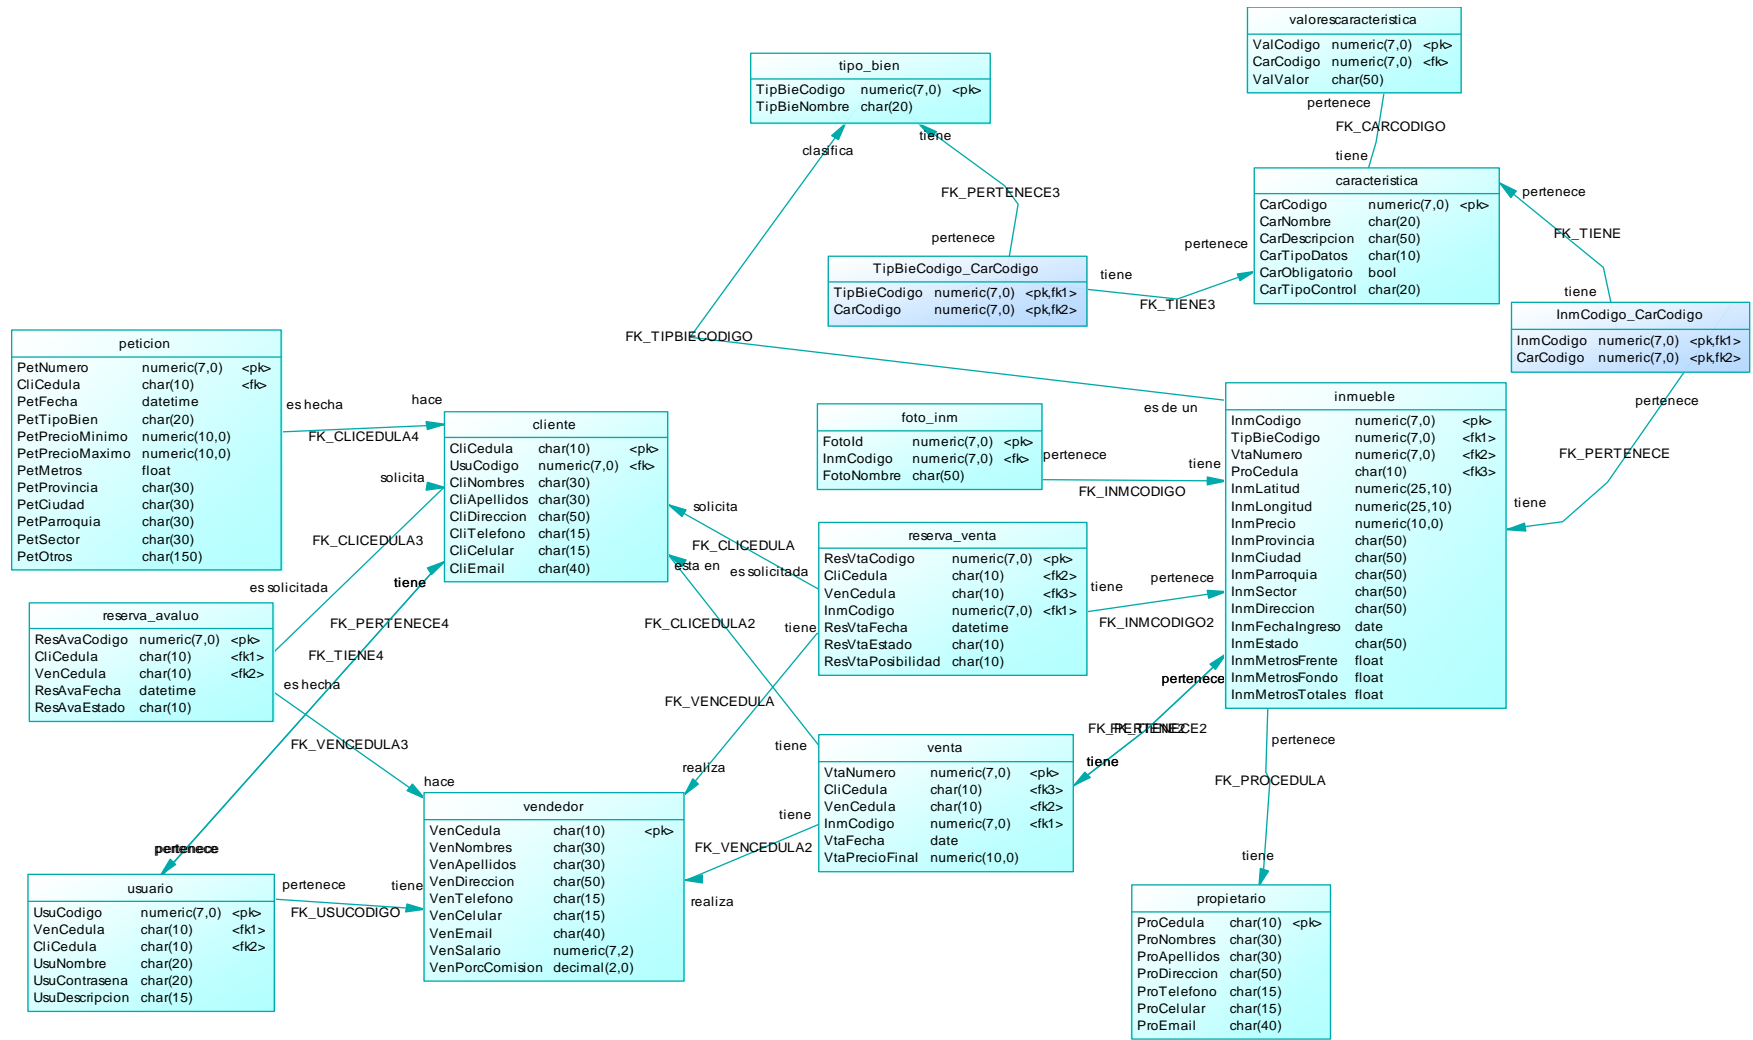 valorescaracteristica
ValCodigo numeric(7,0) <pk>
CarCodigo numeric(7,0) <fk>
ValValor char(50)
pertenece
FK_CARCODIGO
tiene
tipo_bien
TipBieCodigo numeric(7,0) <pk>
TipBieNombre char(20)
clasifica
tiene
FK_PERTENECE3
pertenece
caracteristica
CarCodigo numeric(7,0) <pk>
CarNombre char(20)
CarDescripcion char(50)
CarTipoDatos char(10)
CarObligatorio bool
CarTipoControl char(20)
pertenece
FK_TIENE
tiene
pertenece
TipBieCodigo_CarCodigo
TipBieCodigo numeric(7,0) <pk,fk1>
CarCodigo numeric(7,0) <pk,fk2>
tiene
FK_TIENE3
InmCodigo_CarCodigo
InmCodigo numeric(7,0) <pk,fk1>
CarCodigo numeric(7,0) <pk,fk2>
pertenece
FK_PERTENECE
tiene
FK_TIPBIECODIGO
es de un
peticion
PetNumero numeric(7,0) <pk>
CliCedula char(10) <fk>
PetFecha datetime
PetTipoBien char(20)
PetPrecioMinimo numeric(10,0)
PetPrecioMaximo numeric(10,0)
PetMetros float
PetProvincia char(30)
PetCiudad char(30)
PetParroquia char(30)
PetSector char(30)
PetOtros char(150)
es hecha
hace
FK_CLICEDULA4
cliente
CliCedula char(10) <pk>
UsuCodigo numeric(7,0) <fk>
CliNombres char(30)
CliApellidos char(30)
CliDireccion char(50)
CliTelefono char(15)
CliCelular char(15)
CliEmail char(40)
solicita
FK_CLICEDULA3
es solicitada
tiene
FK_PERTENECE4
FK_TIENE4
pertenece
foto_inm
FotoId numeric(7,0) <pk>
InmCodigo numeric(7,0) <fk>
FotoNombre char(50)
pertenece
tiene
FK_INMCODIGO
inmueble
InmCodigo numeric(7,0) <pk>
TipBieCodigo numeric(7,0) <fk1>
VtaNumero numeric(7,0) <fk2>
ProCedula char(10) <fk3>
InmLatitud numeric(25,10)
InmLongitud numeric(25,10)
InmPrecio numeric(10,0)
InmProvincia char(50)
InmCiudad char(50)
InmParroquia char(50)
InmSector char(50)
InmDireccion char(50)
InmFechaIngreso date
InmEstado char(50)
InmMetrosFrente float
InmMetrosFondo float
InmMetrosTotales float
solicita
FK_CLICEDULA
es solicitada
esta en
FK_CLICEDULA2
tiene
reserva_venta
ResVtaCodigo numeric(7,0) <pk>
CliCedula char(10) <fk2>
VenCedula char(10) <fk3>
InmCodigo numeric(7,0) <fk1>
ResVtaFecha datetime
ResVtaEstado char(10)
ResVtaPosibilidad char(10)
tiene
pertenece
FK_INMCODIGO2
tiene
FK_VENCEDULA
realiza
reserva_avaluo
ResAvaCodigo numeric(7,0) <pk>
CliCedula char(10) <fk1>
VenCedula char(10) <fk2>
ResAvaFecha datetime
ResAvaEstado char(10)
es hecha
FK_VENCEDULA3
hace
pertenece
FK_PERTENECE2
FK_TIENE2
tiene
venta
VtaNumero numeric(7,0) <pk>
CliCedula char(10) <fk3>
VenCedula char(10) <fk2>
InmCodigo numeric(7,0) <fk1>
VtaFecha date
VtaPrecioFinal numeric(10,0)
tiene
FK_VENCEDULA2
realiza
pertenece
FK_PROCEDULA
tiene
vendedor
VenCedula char(10) <pk>
VenNombres char(30)
VenApellidos char(30)
VenDireccion char(50)
VenTelefono char(15)
VenCelular char(15)
VenEmail char(40)
VenSalario numeric(7,2)
VenPorcComision decimal(2,0)
usuario
UsuCodigo numeric(7,0) <pk>
VenCedula char(10) <fk1>
CliCedula char(10) <fk2>
UsuNombre char(20)
UsuContrasena char(20)
UsuDescripcion char(15)
pertenece
tiene
FK_USUCODIGO
propietario
ProCedula char(10) <pk>
ProNombres char(30)
ProApellidos char(30)
ProDireccion char(50)
ProTelefono char(15)
ProCelular char(15)
ProEmail char(40)